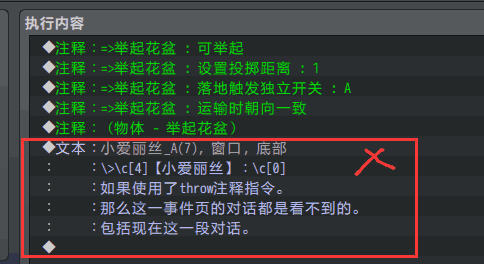 执行内容
◆注释：=>举起花盆 : 可举起
◆注释：=>举起花盆 : 设置投掷距离 : 1
◆注释：=>举起花盆 : 落地触发独立开关 : A
◆注释：=>举起花盆 : 运输时朝向一致
◆注释：(物体 - 举起花盆)
◆文本：小爱丽丝_A(7), 窗口, 底部
：　　：\>\c[4]【小爱丽丝】：\c[0]
：　　：如果使用了throw注释指令。
：　　：那么这一事件页的对话都是看不到的。
：　　：包括现在这一段对话。
◆